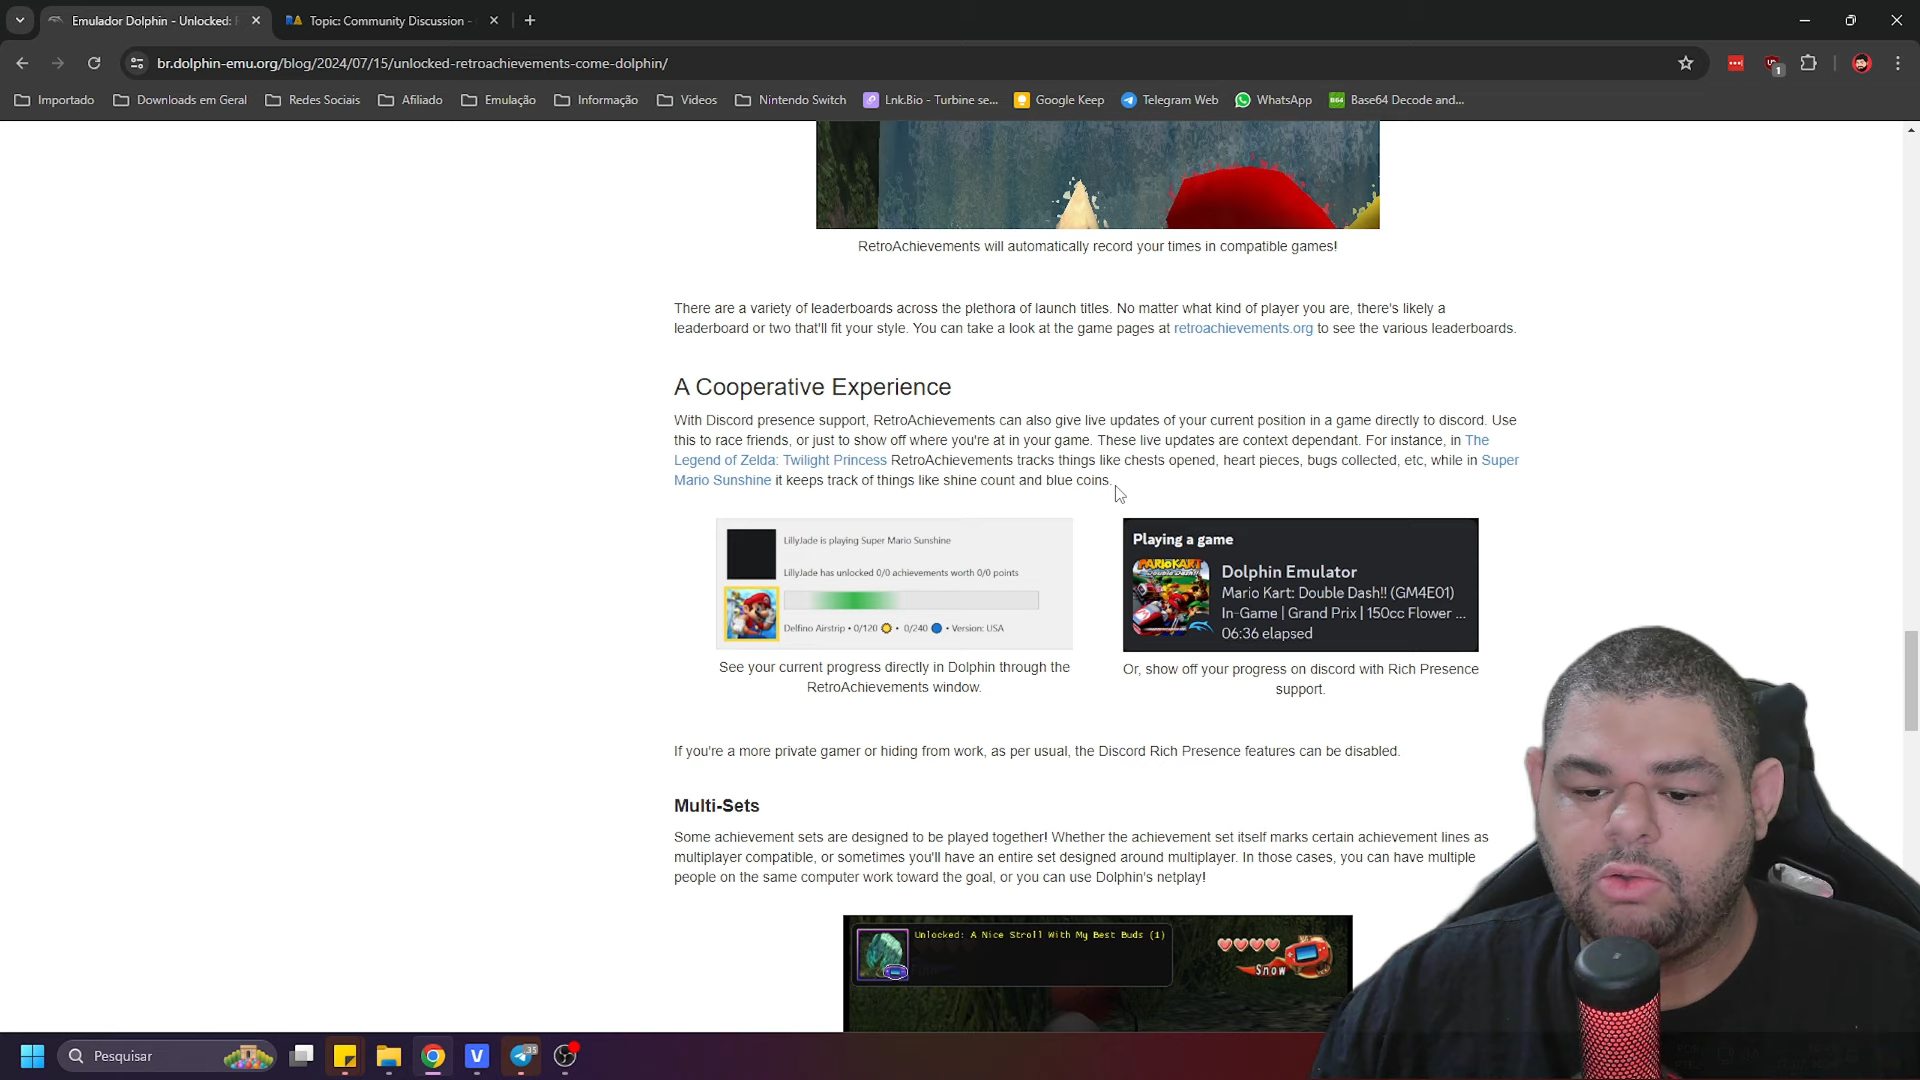 Emulador Dolphin - Unlocked:
Topic: Community Discussion -
br.dolphin-emu.org/blog/2024/07/15/unlocked-retroachievements-come-dolphin/
1
Importado
Downloads em Geral
Redes Sociais
Afiliado
Emulação
Informação
Videos
Nintendo Switch
Lnk.Bio - Turbine se...
Google Keep
Telegram Web
WhatsApp
Base64 Decode and...
RetroAchievements will automatically record your times in compatible games!
There are a variety of leaderboards across the plethora of launch titles. No matter what kind of player you are, there's likely a
leaderboard or two that'll fit your style. You can take a look at the game pages at retroachievements.org to see the various leaderboards.
A Cooperative Experience
With Discord presence support, RetroAchievements can also give live updates of your current position in a game directly to discord. Use
this to race friends, or just to show off where you're at in your game. These live updates are context dependant. For instance, in The
Legend of Zelda: Twilight Princess RetroAchievements tracks things like chests opened, heart pieces, bugs collected, etc, while in Super
Mario Sunshine it keeps track of things like shine count and blue coins.
LillyJade is playing Super Mario Sunshine
LillyJade has unlocked 0/0 achievements worth 0/0 points
Delfino Airstrip • 0/120 • 0/240 • Version: USA
See your current progress directly in Dolphin through the
RetroAchievements window.
Playing a game
MARIOKART
Dolphin Emulator
Mario Kart: Double Dash!! (GM4E01)
In-Game | Grand Prix | 150cc Flower ...
06:36 elapsed
Or, show off your progress on discord with Rich Presence
support.
If you're a more private gamer or hiding from work, as per usual, the Discord Rich Presence features can be disabled.
Multi-Sets
Some achievement sets are designed to be played together! Whether the achievement set itself marks certain achievement lines as
multiplayer compatible, or sometimes you'll have an entire set designed around multiplayer. In those cases, you can have multiple
people on the same computer work toward the goal, or you can use Dolphin's netplay!
Unlocked: A Nice Stroll With My Best Buds (1)
Snow
Pesquisar
35